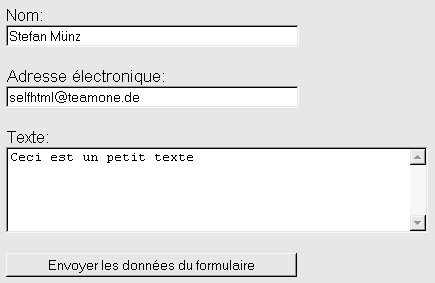 Nom:
Stefan Münz
Adresse électronique:
selfhtml@teamone.de
Texte:
Ceci est un petit texte
Envoyer les données du formulaire